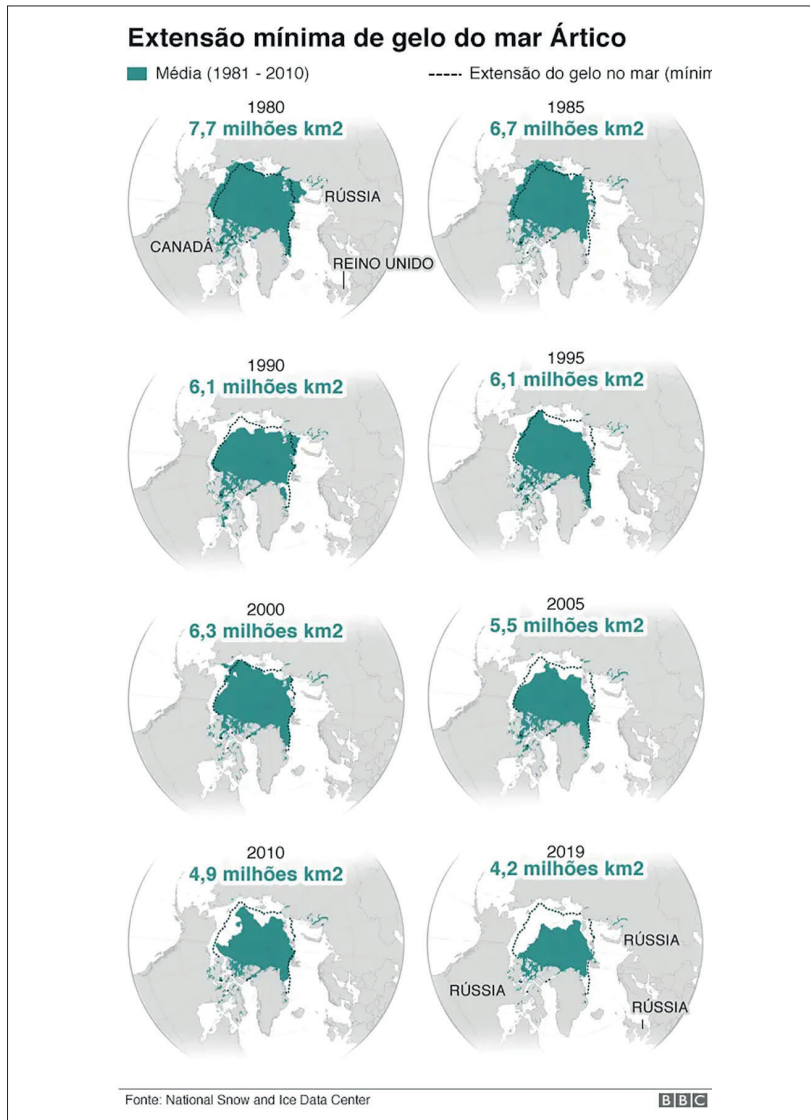 Extensão mínima de gelo do mar Ártico
Média (1981 - 2010)
Extensão do gelo no mar (mínim
1980
7,7 milhões km2
RÚSSIA
CANADÁ
REINO UNIDO
1985
6,7 milhões km2
1990
6,1 milhões km2
1995
6,1 milhões km2
2000
6,3 milhões km2
2005
5,5 milhões km2
2010
4,9 milhões km2
2019
4,2 milhões km2
RÚSSIA
RÚSSIA
RÚSSIA
Fonte: National Snow and Ice Data Center
BBC